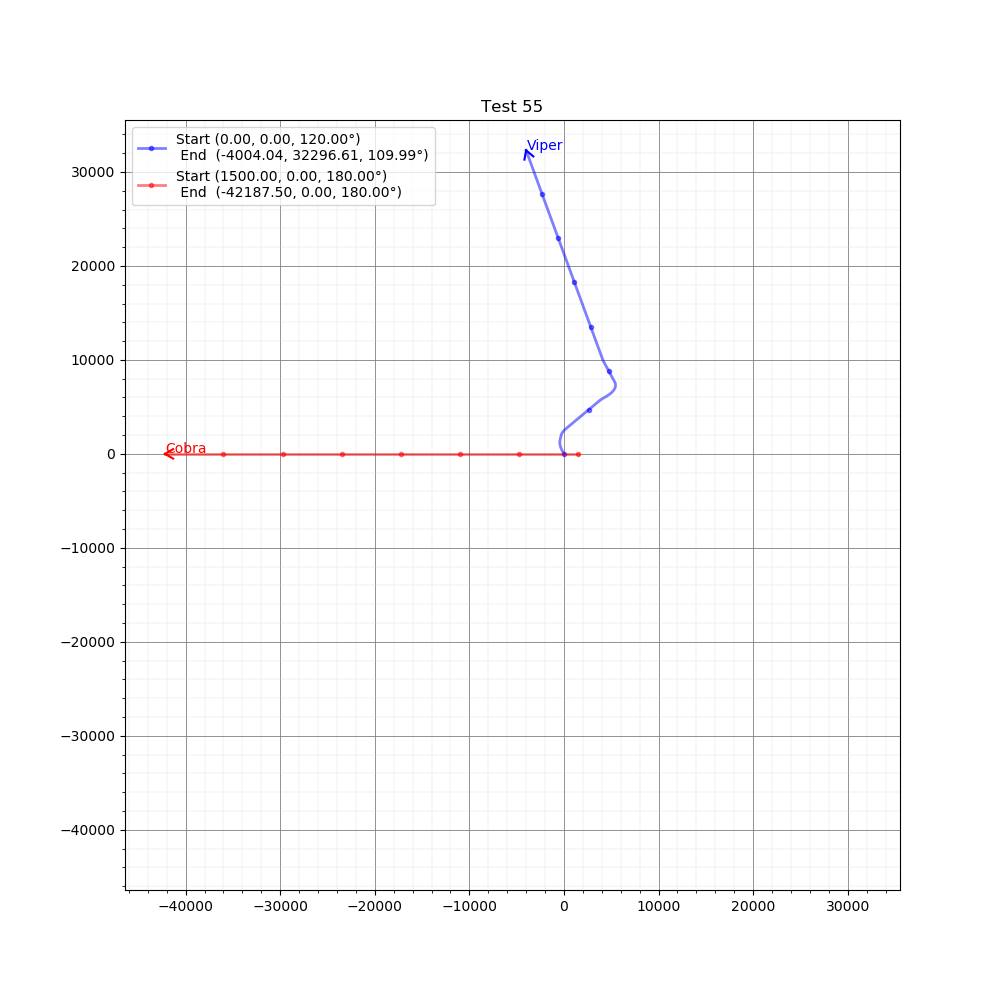 Test 55
Start (0.00, 0.00, 120.00°)
End  (-4004.04, 32296.61, 109.99°)
Start (1500.00, 0.00, 180.00°)
End  (-42187.50, 0.00, 180.00°)
Viper
Cobra
30000
20000
10000
0
−10000
−20000
−30000
−40000
−40000 −30000 −20000 −10000 0 10000 20000 30000